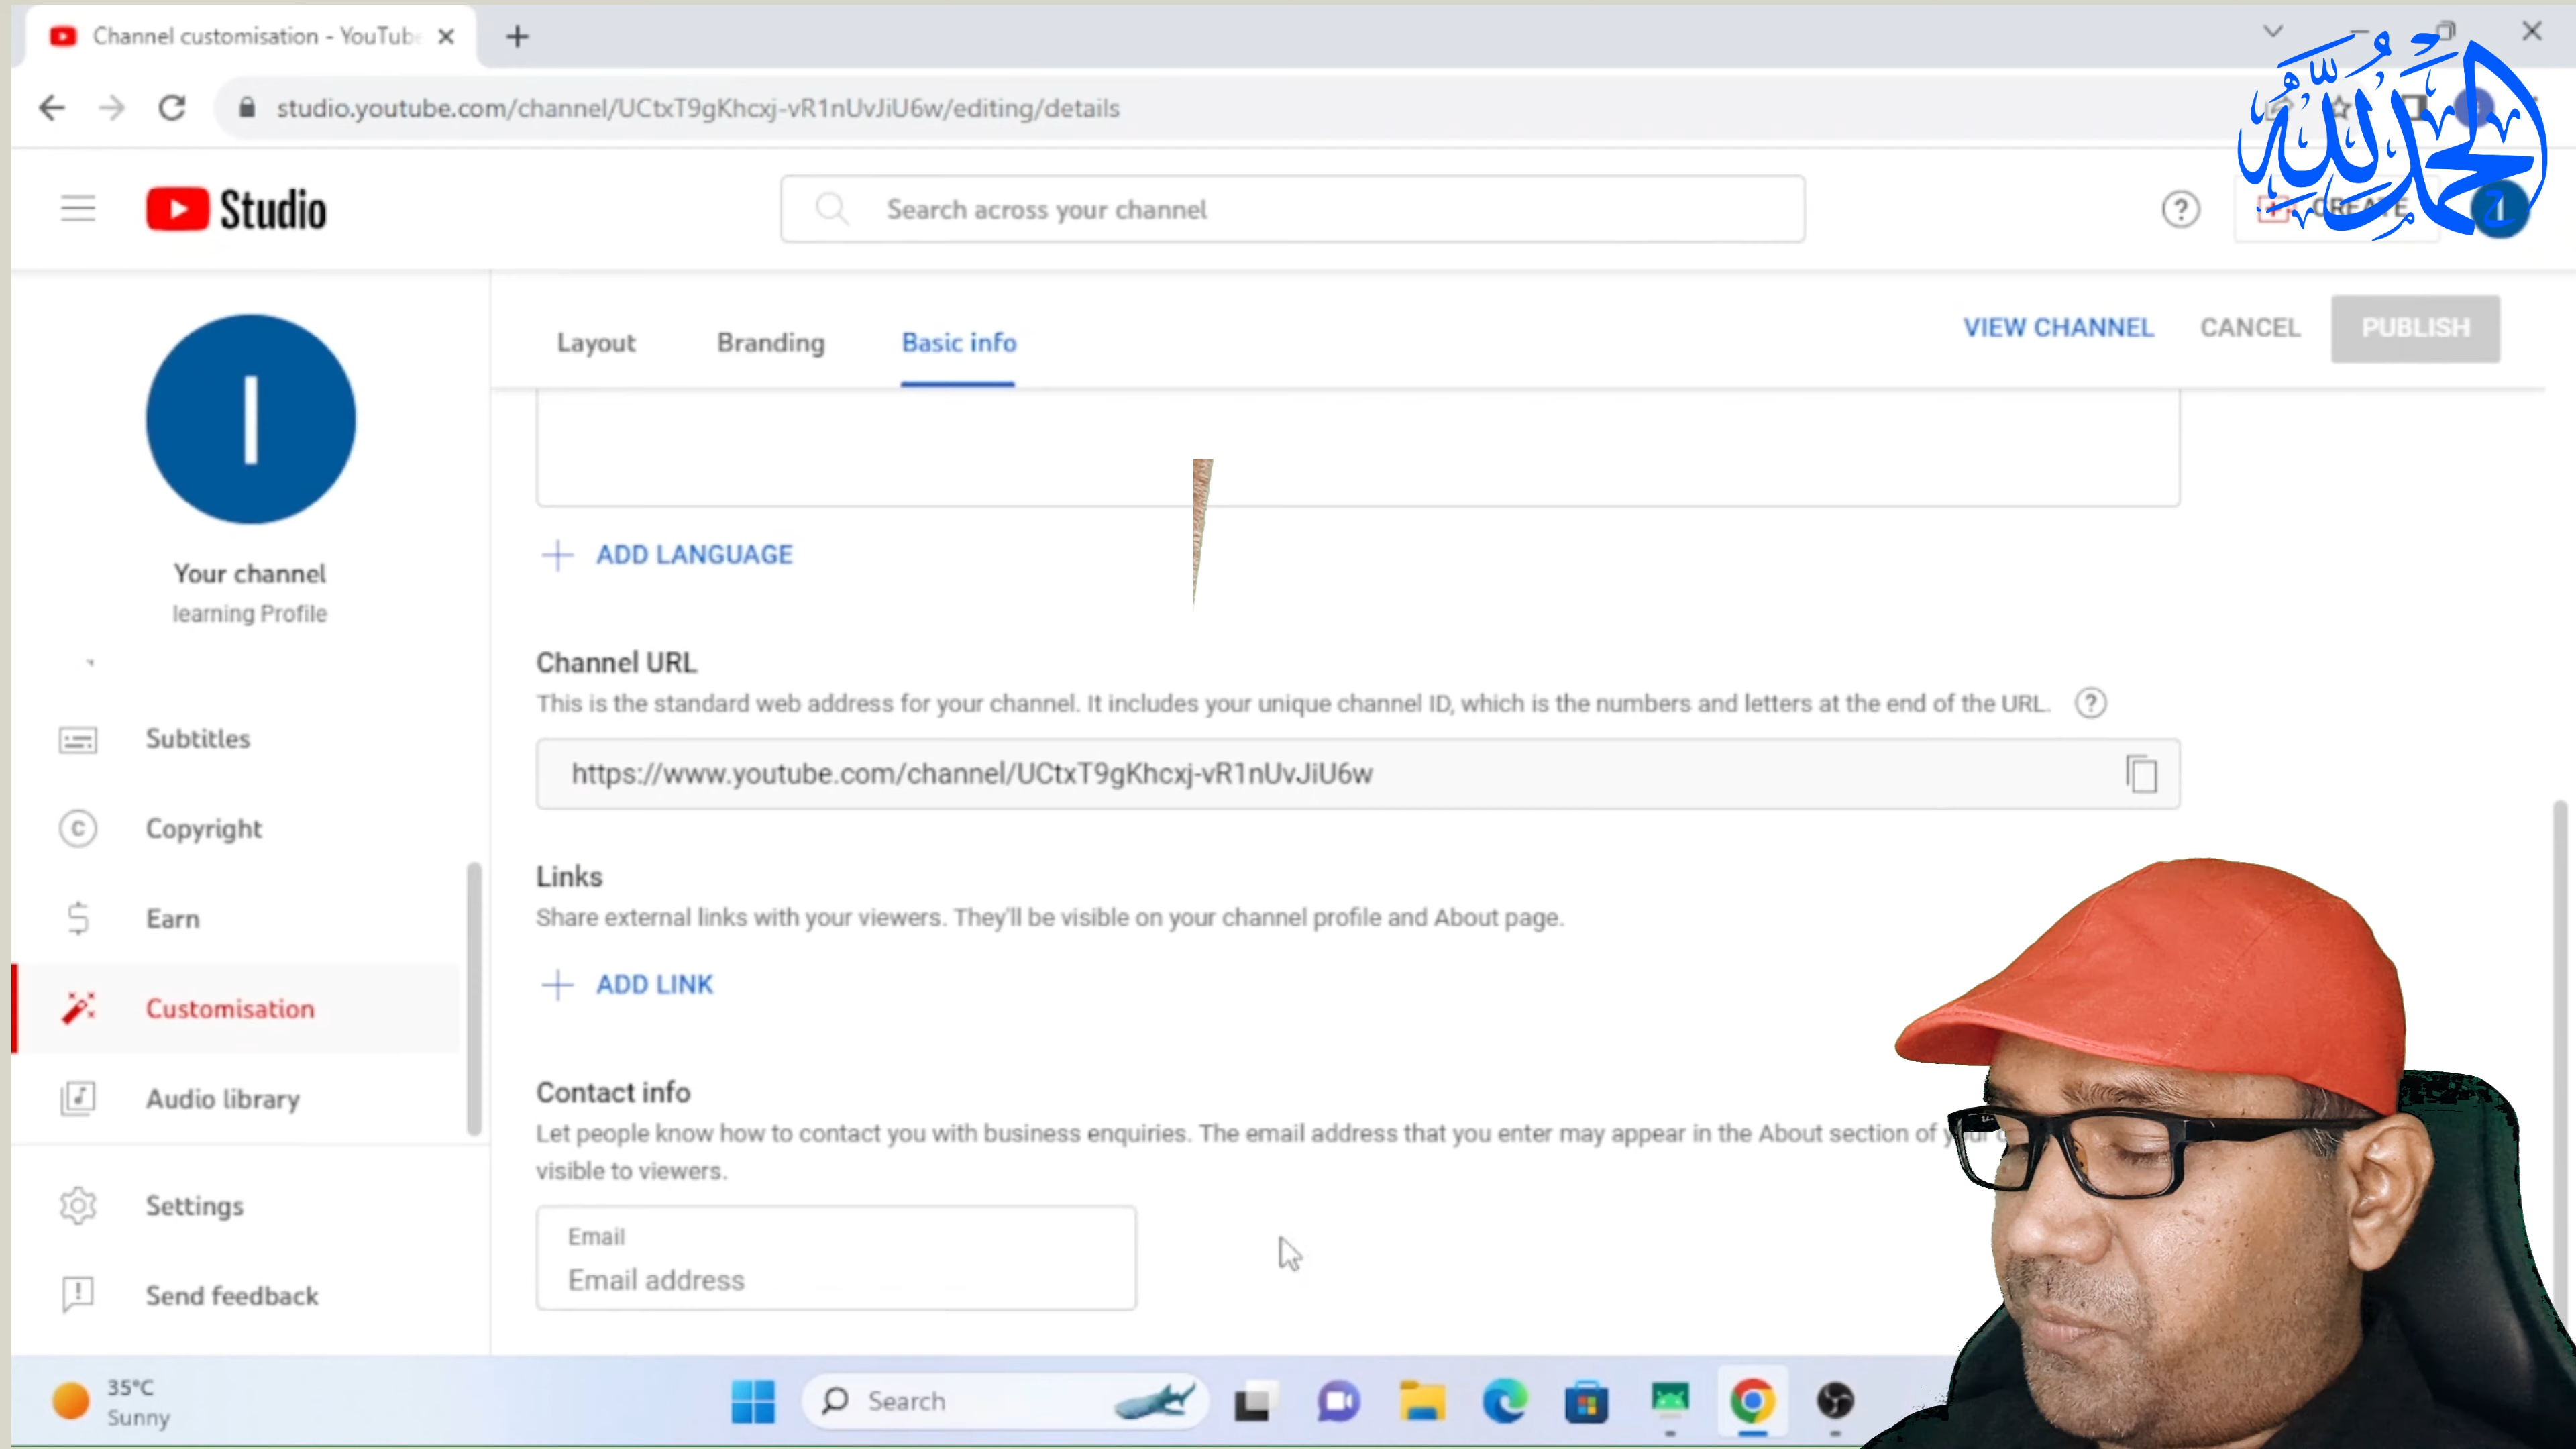 Channel customisation - YouTube
studio.youtube.com/channel/UCtxT9gKhcxj-vR1nUvJiU6w/editing/details
الحمد لله
Studio
Search across your channel
CREATE
Layout
Branding
Basic info
VIEW CHANNEL
CANCEL
PUBLISH
I
Your channel
learning Profile
Subtitles
Copyright
Earn
Customisation
Audio library
Settings
Send feedback
ADD LANGUAGE
Channel URL
This is the standard web address for your channel. It includes your unique channel ID, which is the numbers and letters at the end of the URL.
https://www.youtube.com/channel/UCtxT9gKhcxj-vR1nUvJiU6w
Links
Share external links with your viewers. They'll be visible on your channel profile and About page.
ADD LINK
Contact info
Let people know how to contact you with business enquiries. The email address that you enter may appear in the About section of
visible to viewers.
Email
Email address
35°C
Sunny
Search